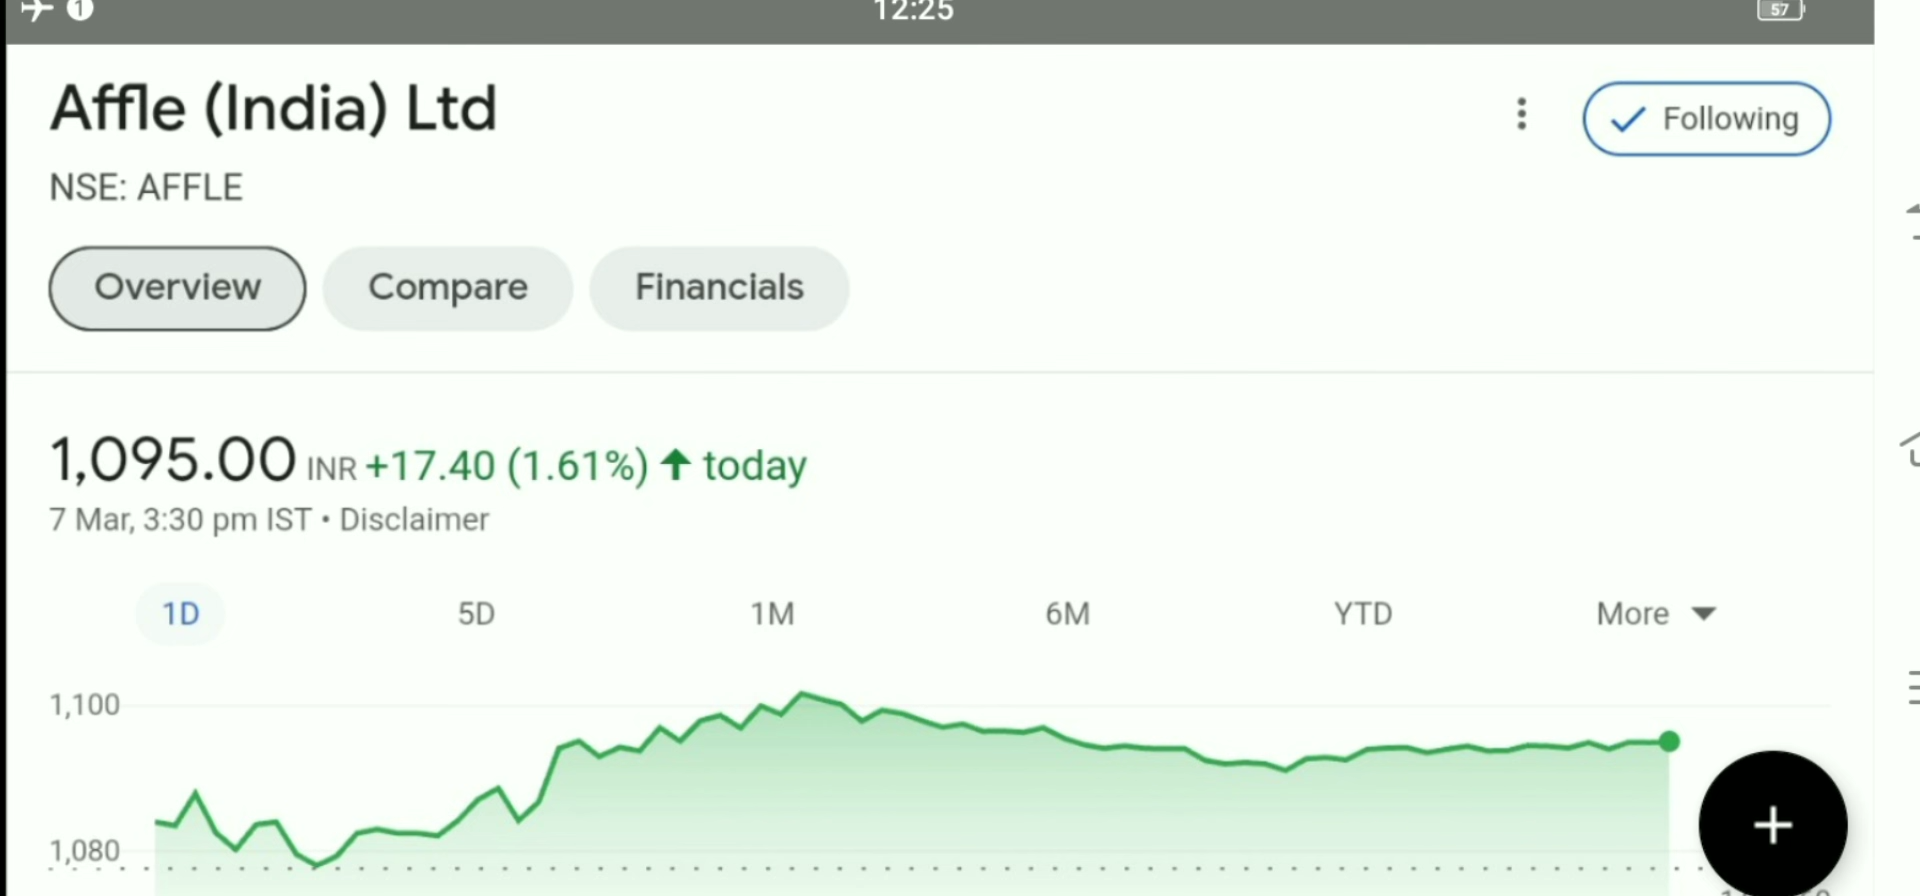 1 12:25 57
Affle (India) Ltd
Following
NSE: AFFLE
Overview Compare Financials
1,095.00 INR +17.40 (1.61%) today
7 Mar, 3:30 pm IST • Disclaimer
1D 5D 1M 6M YTD More
1,100
1,080
+